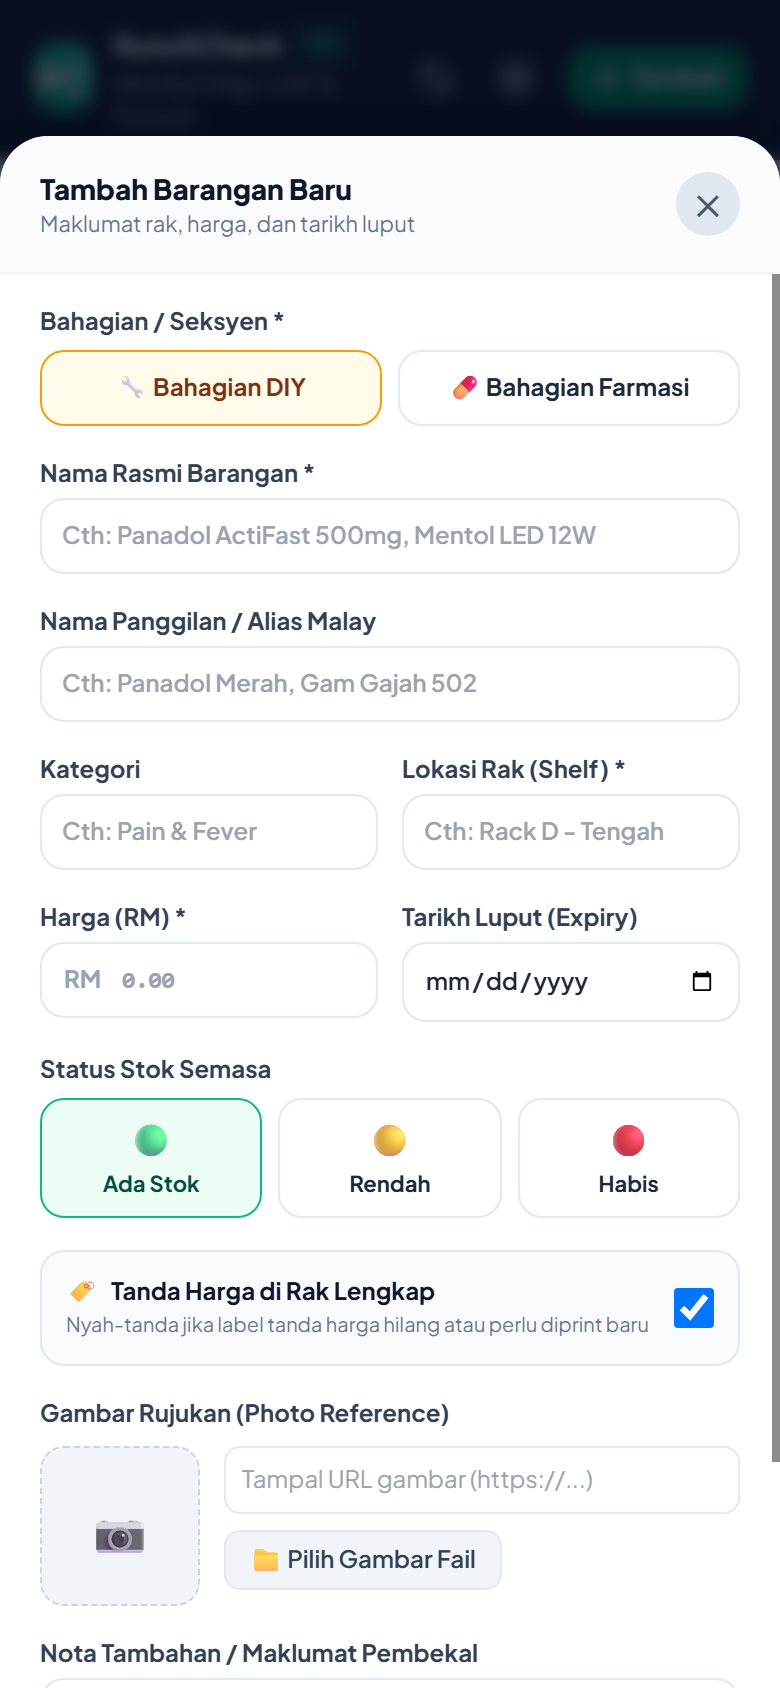 Tambah Barangan Baru
Maklumat rak, harga, dan tarikh luput
Bahagian / Seksyen *
Bahagian DIY
Bahagian Farmasi
Nama Rasmi Barangan *
Cth: Panadol ActiFast 500mg, Mentol LED 12W
Nama Panggilan / Alias Malay
Cth: Panadol Merah, Gam Gajah 502
Kategori
Lokasi Rak (Shelf) *
Cth: Pain & Fever
Cth: Rack D - Tengah
Harga (RM) *
Tarikh Luput (Expiry)
RM 0.00
mm/dd/yyyy
Status Stok Semasa
Ada Stok
Rendah
Habis
Tanda Harga di Rak Lengkap
Nyah-tanda jika label tanda harga hilang atau perlu diprint baru
Gambar Rujukan (Photo Reference)
Tampal URL gambar (https://...)
Pilih Gambar Fail
Nota Tambahan / Maklumat Pembekal